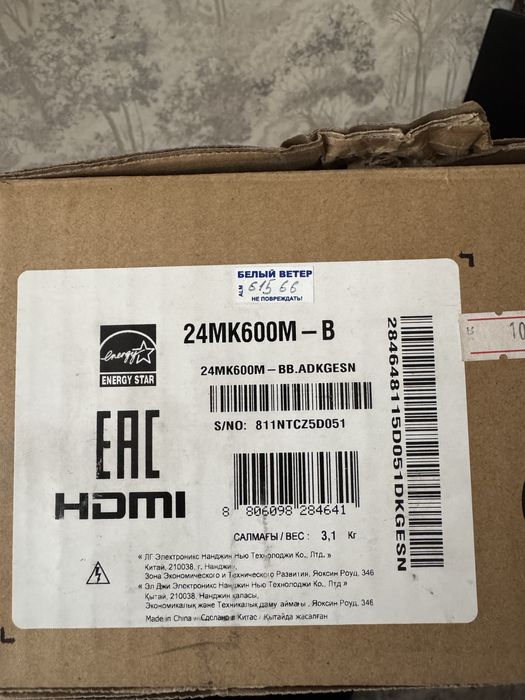 БЕЛЫЙ ВЕТЕР
ALM 61566
НЕ ПОВРЕЖДАТЬ!
24MK600M – B
energy
ENERGY STAR
24MK600M – BB.ADKGESN
S/NO: 811NTCZ5D051
EAC
HDMI
8 806098 284641
САЛМАҒЫ / ВЕС : 3,1 Кг
« ЛГ Электроникс Нанджин Нью Технолоджи Ко., Лтд. »
Китай, 210038, г. Нанджин,
Зона Экономического и Технического Развития, Яоксин Роуд, 346
« Эл Джи Электроникс Нанджин Нью Технолоджи Ко., Лтд »
Қытай, 210038, Нанджин қаласы,
Экономикалық және Техникалық даму аймағы, Яоксин Роуд, 346
Made in China / Сделано в Китае / Қытайда жасалған
284648115D051DKGESN
10